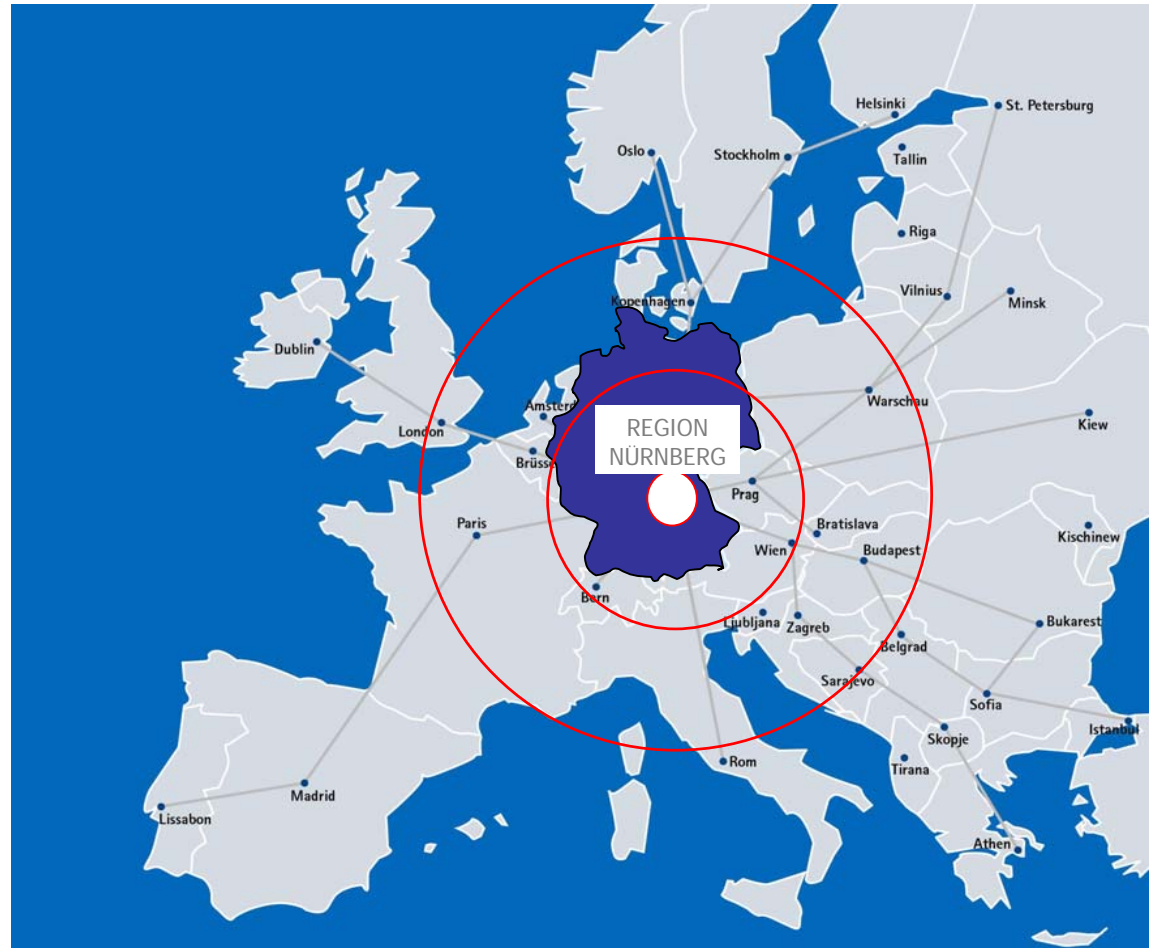 Helsinki
St. Petersburg
Oslo
Stockholm
Tallin
Riga
Vilnius
Minsk
Kopenhagen
Dublin
Warschau
Amsterd
London
Kiew
REGION
NÜRNBERG
Brüsse
Prag
Paris
Bratislava
Kischinew
Wien
Budapest
Bern
Ljubljana
Zagreb
Bukarest
Belgrad
Sarajevo
Sofia
Istanbul
Skopje
Rom
Tirana
Madrid
Lissabon
Athen